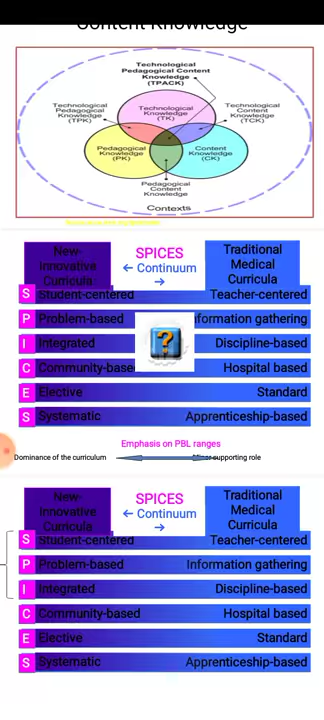 Content Knowledge
Technological
Pedagogical Content
Knowledge
(TPACK)
Technological
Pedagogical
Knowledge
(TPK)
Technological
Knowledge
(TK)
Technological
Content
Knowledge
(TCK)
Pedagogical
Knowledge
(PK)
Content
Knowledge
(CK)
Pedagogical
Content
Knowledge
Contexts
New-
Innovative
Curricula
SPICES
← Continuum
→
Traditional
Medical
Curricula
S Student-centered Teacher-centered
P Problem-based formation gathering
I Integrated Discipline-based
C Community-base Hospital based
E Elective Standard
S Systematic Apprenticeship-based
Emphasis on PBL ranges
Dominance of the curriculum supporting role
New-
Innovative
Curricula
SPICES
← Continuum
→
Traditional
Medical
Curricula
S Student-centered Teacher-centered
P Problem-based Information gathering
I Integrated Discipline-based
C Community-based Hospital based
E Elective Standard
S Systematic Apprenticeship-based